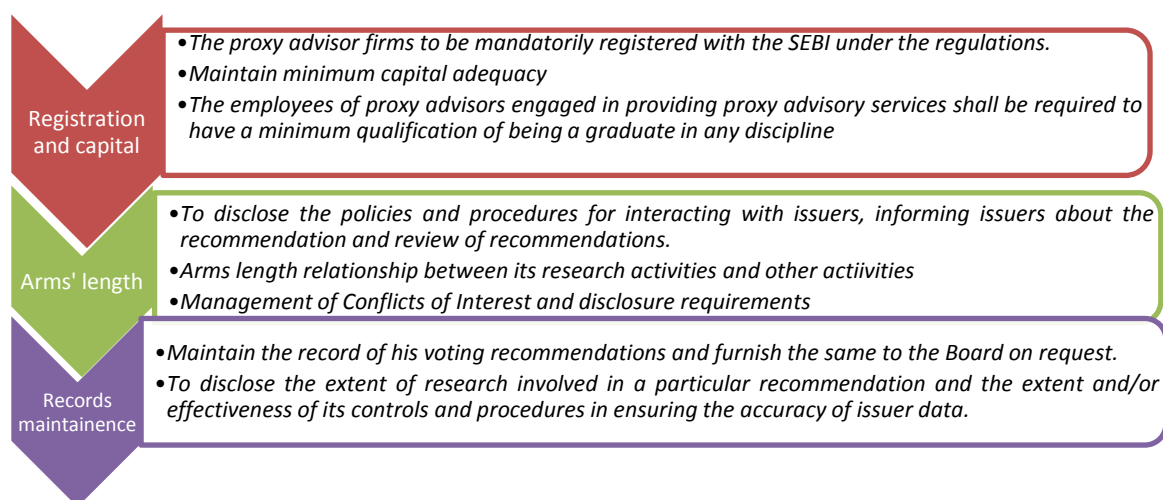 Registration
and capital
•The proxy advisor firms to be mandatorily registered with the SEBI under the regulations.
•Maintain minimum capital adequacy
•The employees of proxy advisors engaged in providing proxy advisory services shall be required to
have a minimum qualification of being a graduate in any discipline
Arms' length
•To disclose the policies and procedures for interacting with issuers, informing issuers about the
recommendation and review of recommendations.
•Arms length relationship between its research activities and other actiivities
•Management of Conflicts of Interest and disclosure requirements
Records
maintainence
•Maintain the record of his voting recommendations and furnish the same to the Board on request.
•To disclose the extent of research involved in a particular recommendation and the extent and/or
effectiveness of its controls and procedures in ensuring the accuracy of issuer data.